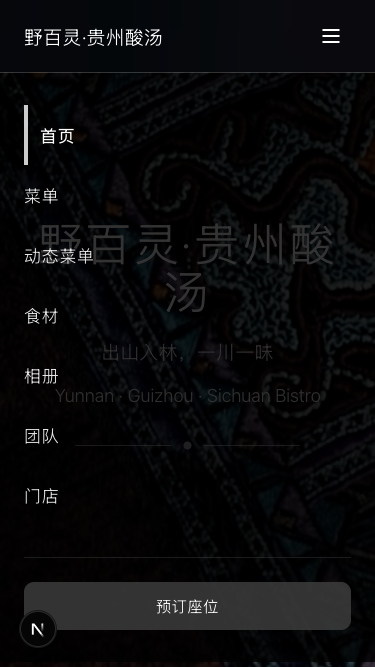 野百灵·贵州酸汤
首页
菜单
野百灵·贵州酸
汤
动态菜单
食材
出山入林，一川一味
相册
Yunnan · Guizhou · Sichuan Bistro
团队
门店
预订座位
N